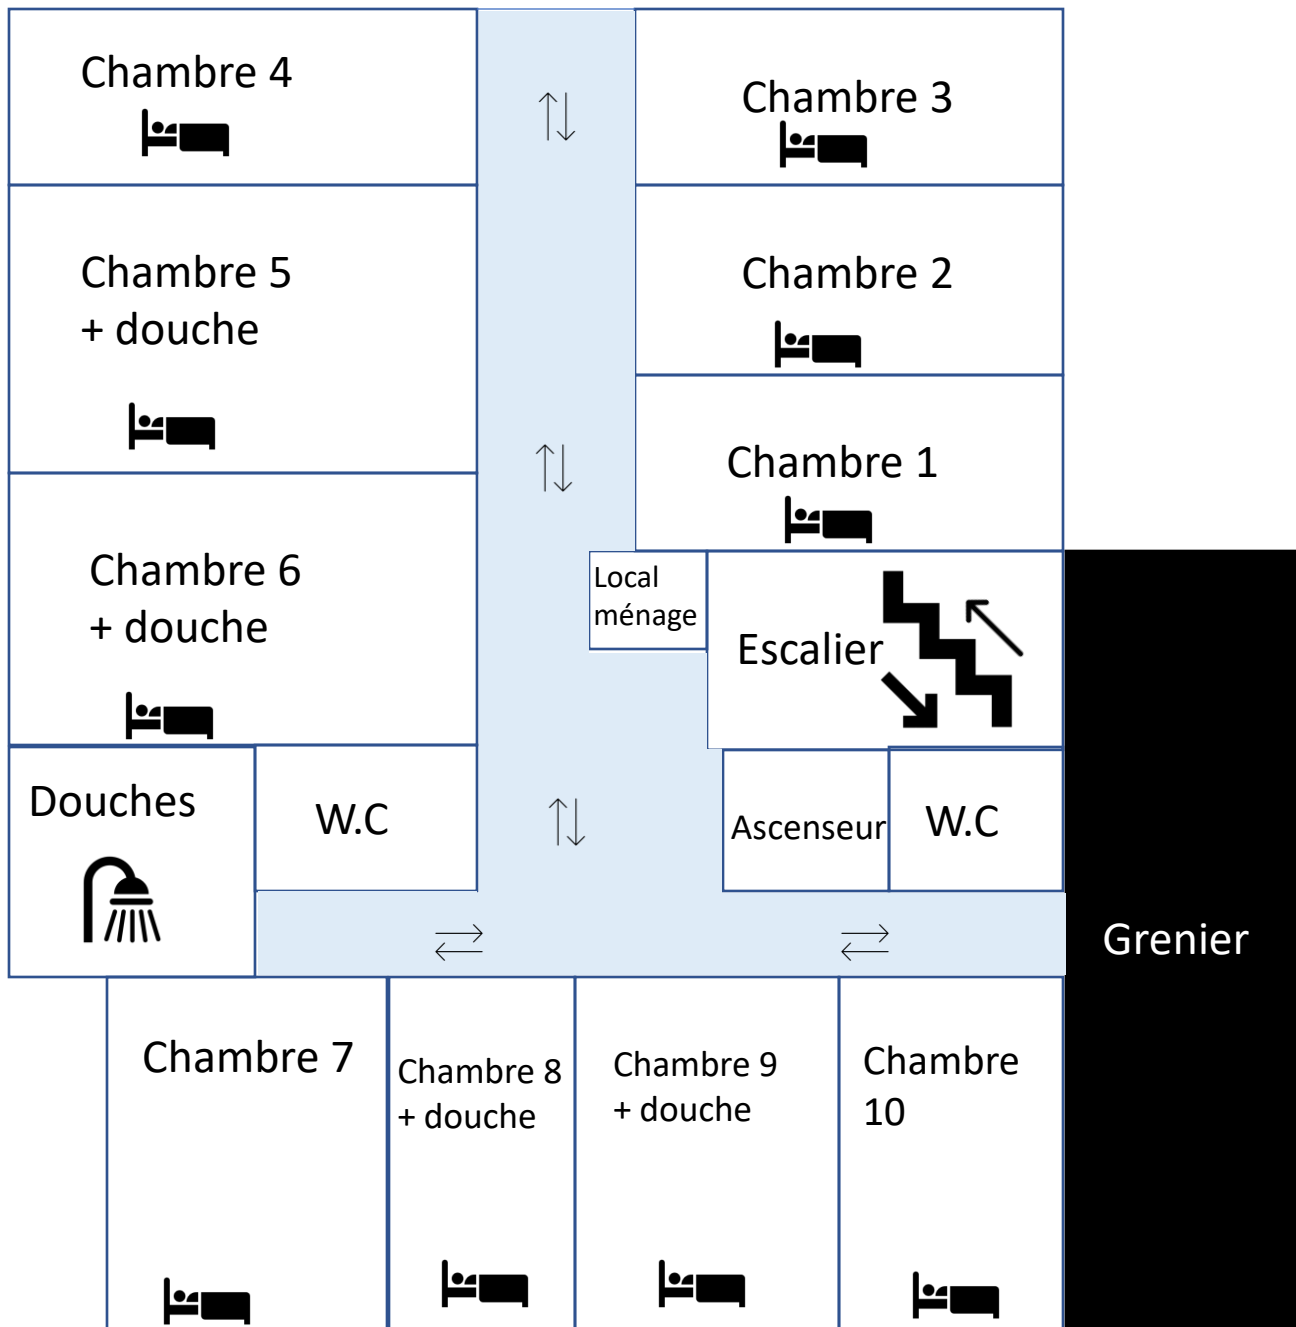 Chambre 4
Chambre 3
Chambre 5
+ douche
Chambre 2
Chambre 1
Chambre 6
+ douche
Local
ménage
Escalier
Douches
W.C
Ascenseur
W.C
Grenier
Chambre 7
Chambre 8
+ douche
Chambre 9
+ douche
Chambre
10